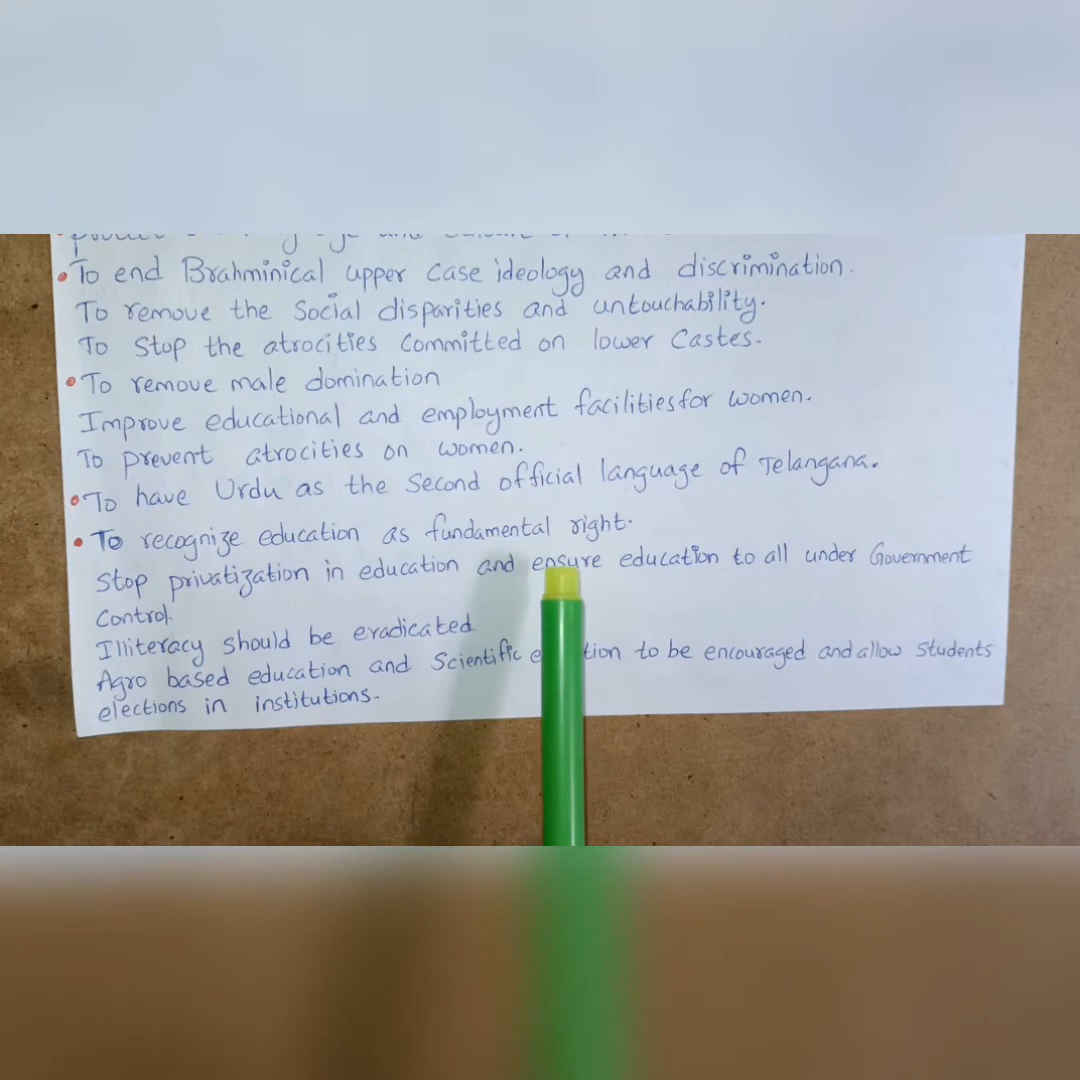 To end Brahminical upper case ideology and discrimination.
To remove the Social disparities and untouchability.
To Stop the atrocities Committed on lower Castes.
To remove male domination
Improve educational and employment facilities for women.
To prevent atrocities on women.
To have Urdu as the Second official language of Telangana.
To recognize education as fundamental right.
Stop privatization in education and ensure education to all under Government
Control.
Illiteracy should be eradicated
Agro based education and Scientific to be encouraged and allow Students
elections in institutions.